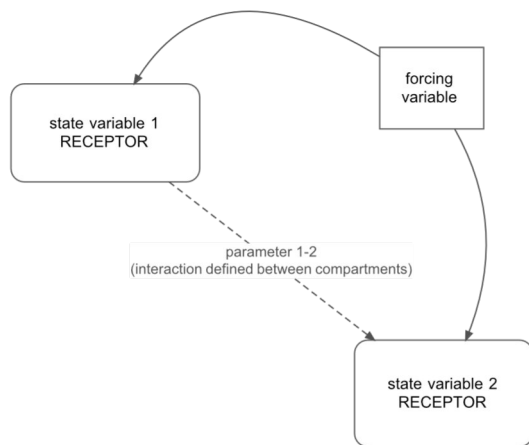 forcing
variable
state variable 1
RECEPTOR
parameter 1-2
(interaction defined between compartments)
state variable 2
RECEPTOR